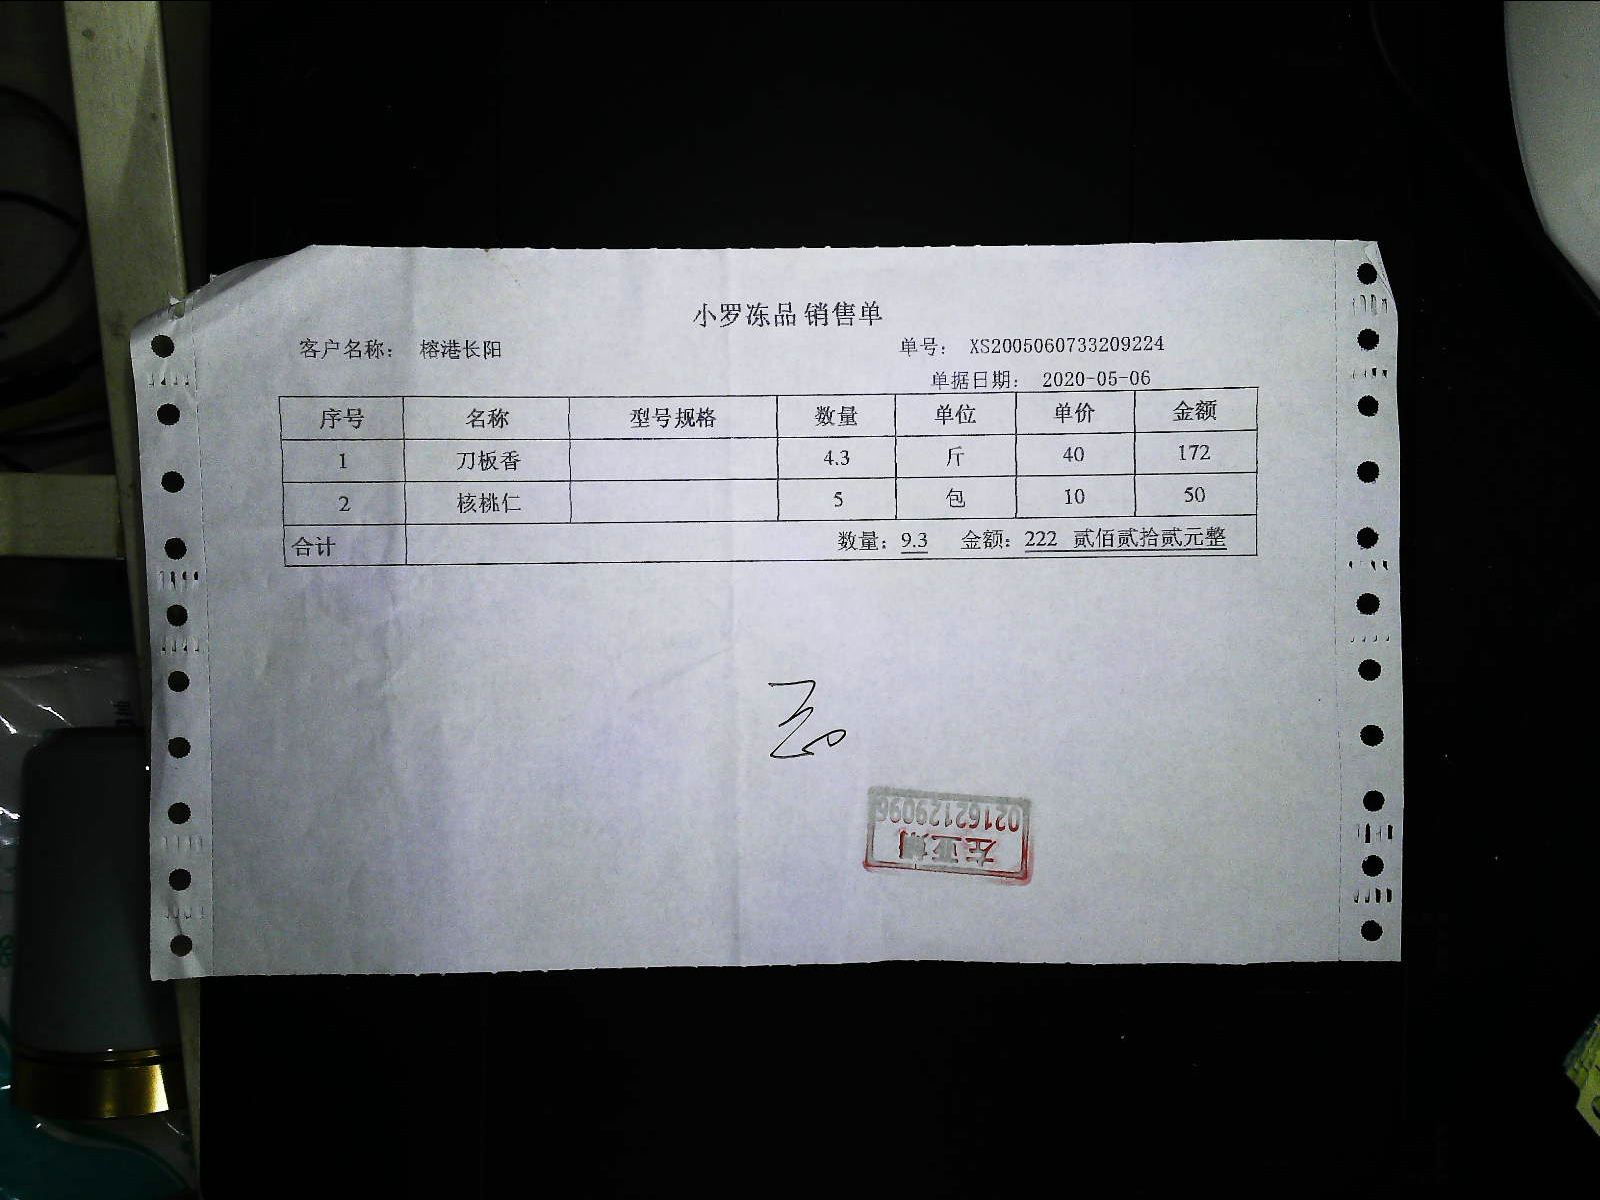 小罗冻品 销售单
客户名称： 榕港长阳 单号： XS2005060733209224
单据日期： 2020-05-06
序号 名称 型号规格 数量 单位 单价 金额
1 刀板香 4.3 斤 40 172
2 核桃仁 5 包 10 50
合计 数量：9.3 金额：222 贰佰贰拾贰元整